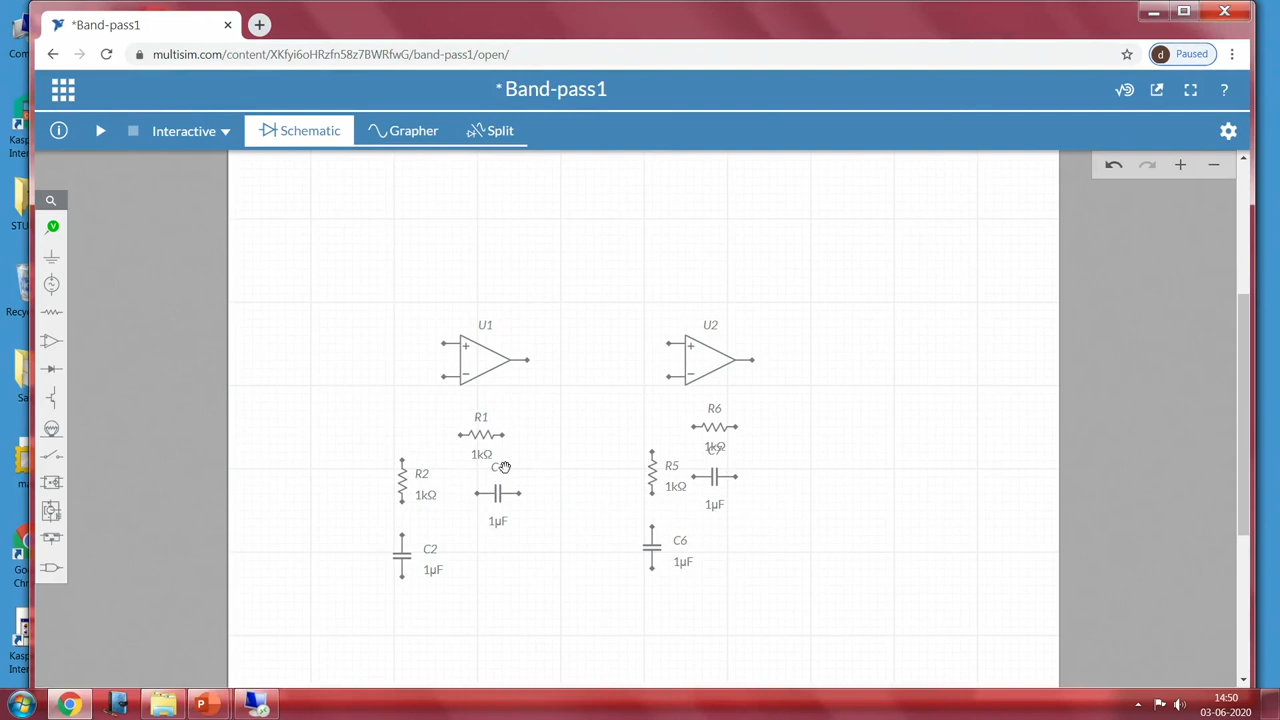 *Band-pass1
multisim.com/content/XKfyi6oHRzfn58z7BWRfwG/band-pass1/open/
d Paused
*Band-pass1
Interactive
Schematic
Grapher
Split
V
U1
U2
R1
1kΩ
R6
1kΩ
R2
1kΩ
R5
1kΩ
1µF
1µF
C2
1µF
C6
1µF
14:50
03-06-2020